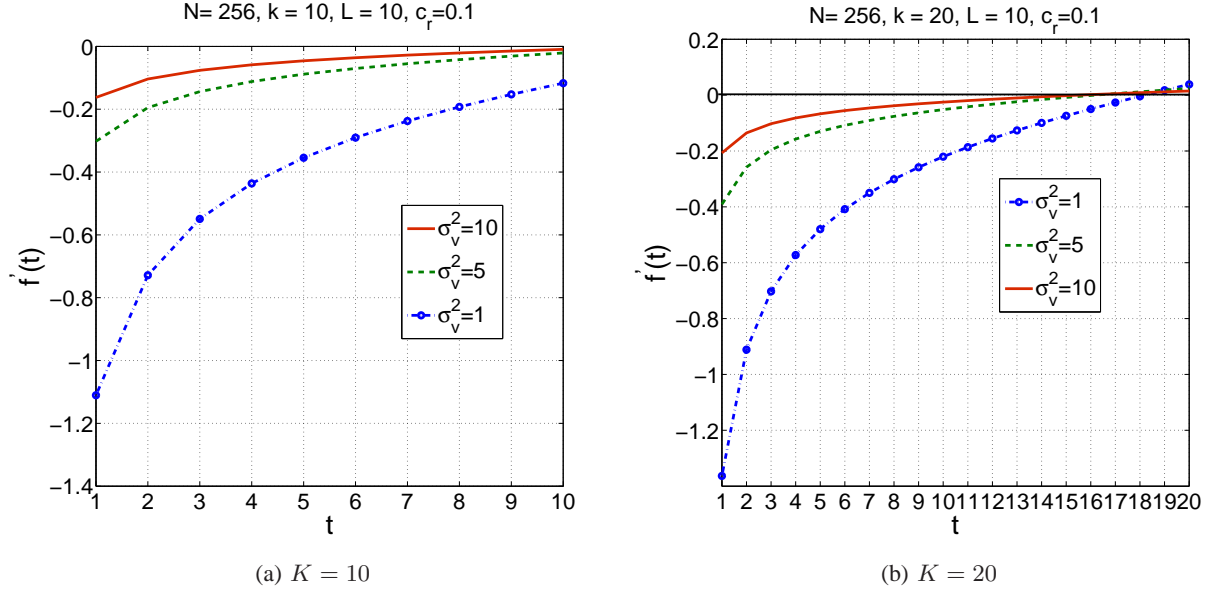 N= 256, k = 10, L = 10, c_r=0.1
0
−0.2
−0.4
−0.6
−0.8
−1
−1.2
−1.4
f'(t)
σ_v^2=10
σ_v^2=5
σ_v^2=1
1 2 3 4 5 6 7 8 9 10
t
(a) K = 10
N= 256, k = 20, L = 10, c_r=0.1
0.2
0
−0.2
−0.4
−0.6
−0.8
−1
−1.2
f'(t)
σ_v^2=1
σ_v^2=5
σ_v^2=10
1 2 3 4 5 6 7 8 9 10 11 12 13 14 15 16 17 18 19 20
t
(b) K = 20